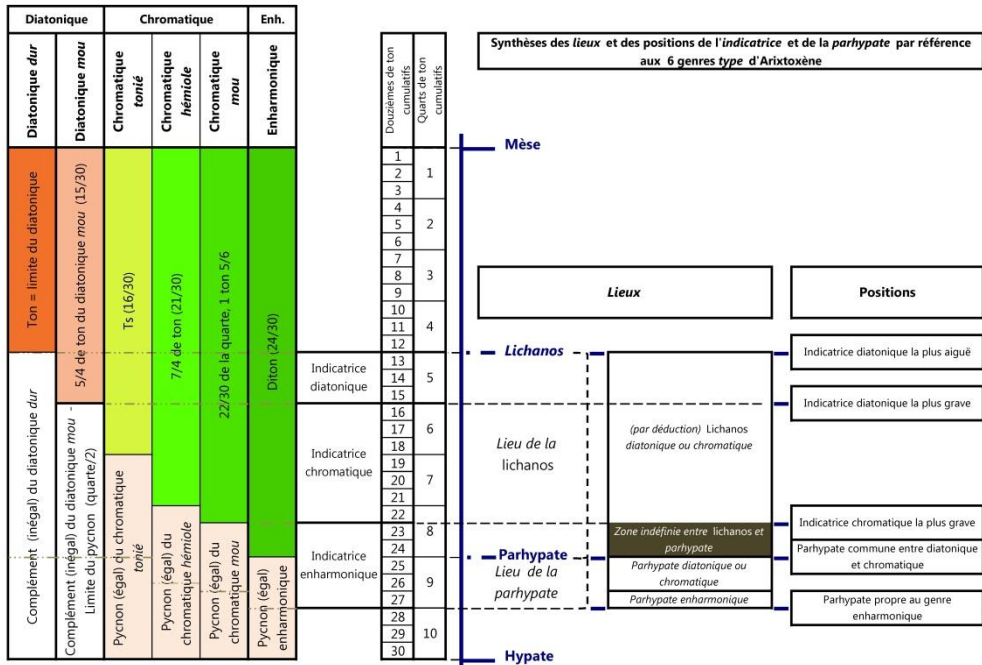 Diatonique
Chromatique
Enh.
Diatonique dur
Diatonique mou
Chromatique
tonié
Chromatique
hémiole
Chromatique mou
Enharmonique
Ton = limite du diatonique
Complément (inégal) du diatonique dur
5/4 de ton du diatonique mou (15/30)
Complément (inégal) du diatonique mou -
Limite du pycnon (quarte/2)
Ts (16/30)
Pycnon (égal) du chromatique
tonié
7/4 de ton (21/30)
Pycnon (égal) du
chromatique hémiole
22/30 de la quarte, 1 ton 5/6
Pycnon (égal) du
chromatique mou
Diton (24/30)
Pycnon (égal)
enharmonique
Indicatrice
diatonique
Indicatrice
chromatique
Indicatrice
enharmonique
Douzièmes de ton
cumulatifs
Quarts de ton
cumulatifs
1
2
3
4
5
6
7
8
9
10
11
12
13
14
15
16
17
18
19
20
21
22
23
24
25
26
27
28
29
30
1
2
3
4
5
6
7
8
9
10
Synthèses des lieux et des positions de l'indicatrice et de la parhypate par référence
aux 6 genres type d'Arixtoxène
Mèse
Lichanos
Parhypate
Hypate
Lieu de la
lichanos
Lieu de la
parhypate
Lieux
(par déduction) Lichanos
diatonique ou chromatique
Zone indéfinie entre lichanos et
parhypate
Parhypate diatonique ou
chromatique
Parhypate enharmonique
Positions
Indicatrice diatonique la plus aiguë
Indicatrice diatonique la plus grave
Indicatrice chromatique la plus grave
Parhypate commune entre diatonique
et chromatique
Parhypate propre au genre
enharmonique